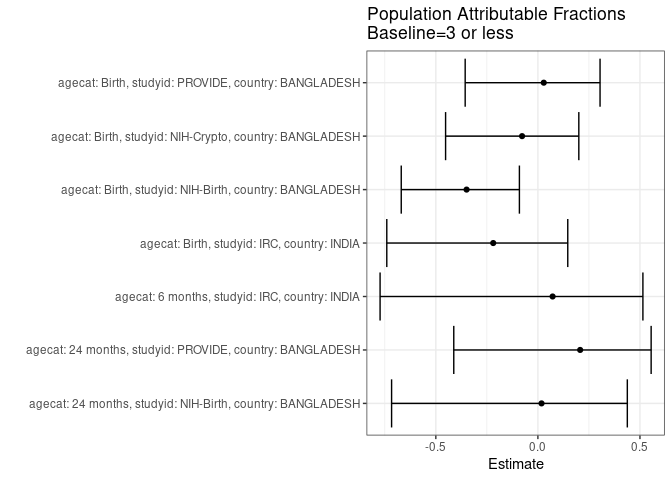 Population Attributable Fractions
Baseline=3 or less
agecat: Birth, studyid: PROVIDE, country: BANGLADESH
agecat: Birth, studyid: NIH-Crypto, country: BANGLADESH
agecat: Birth, studyid: NIH-Birth, country: BANGLADESH
agecat: Birth, studyid: IRC, country: INDIA
agecat: 6 months, studyid: IRC, country: INDIA
agecat: 24 months, studyid: PROVIDE, country: BANGLADESH
agecat: 24 months, studyid: NIH-Birth, country: BANGLADESH
-0.5 0.0 0.5
Estimate